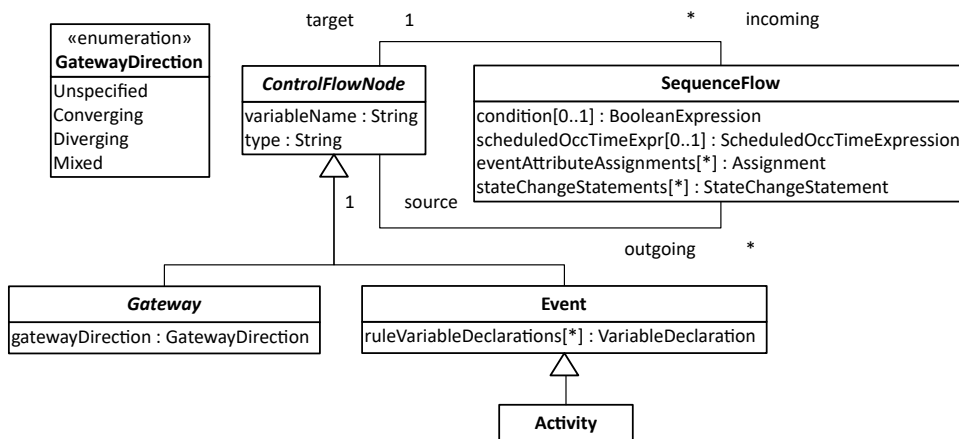 target 1 * incoming
«enumeration»
GatewayDirection
Unspecified
Converging
Diverging
Mixed
ControlFlowNode
variableName : String
type : String
SequenceFlow
condition[0..1] : BooleanExpression
scheduledOccTimeExpr[0..1] : ScheduledOccTimeExpression
eventAttributeAssignments[*] : Assignment
stateChangeStatements[*] : StateChangeStatement
1 source
outgoing *
Gateway
gatewayDirection : GatewayDirection
Event
ruleVariableDeclarations[*] : VariableDeclaration
Activity